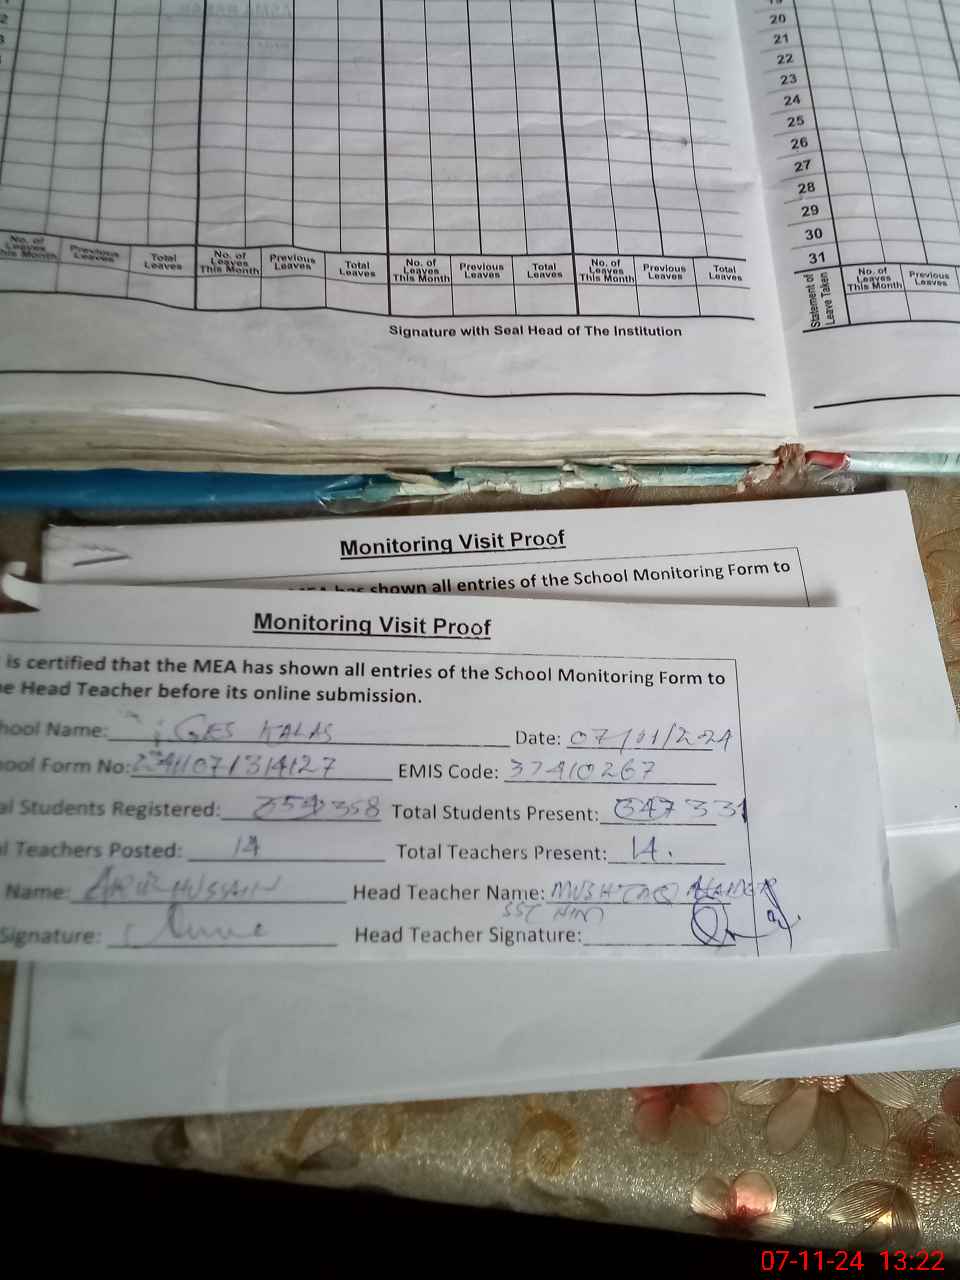 20
21
22
23
24
25
26
27
28
29
30
31
No. of Leaves This Month Previous Leaves Total Leaves No. of Leaves This Month Previous Leaves Total Leaves No. of Leaves This Month Previous Leaves Total Leaves No. of Leaves This Month Previous Leaves Total Leaves
Statement of Leave Taken No. of Leaves This Month Previous Leaves
Signature with Seal Head of The Institution
Monitoring Visit Proof
has shown all entries of the School Monitoring Form to
Monitoring Visit Proof
is certified that the MEA has shown all entries of the School Monitoring Form to
e Head Teacher before its online submission.
hool Name: GES KALAS Date: 07/11/2024
ool Form No: EMIS Code: 37410267
al Students Registered: 358 Total Students Present: 347 331
l Teachers Posted: 14 Total Teachers Present: 14.
Name: HUSSAIN Head Teacher Name: MUSHTAQ
SST
Signature: Head Teacher Signature:
07-11-24 13:22